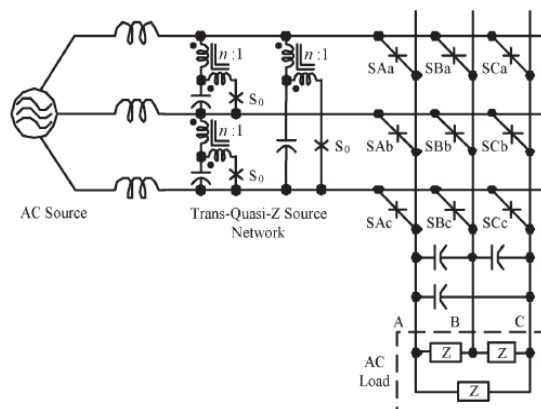 n:1
n:1
SAa
SBa
SCa
S0
n:1
SAb
SBb
SCb
S0
S0
AC Source
Trans-Quasi-Z Source
Network
SAc
SBc
SCc
A
B
C
AC
Load
Z
Z
Z